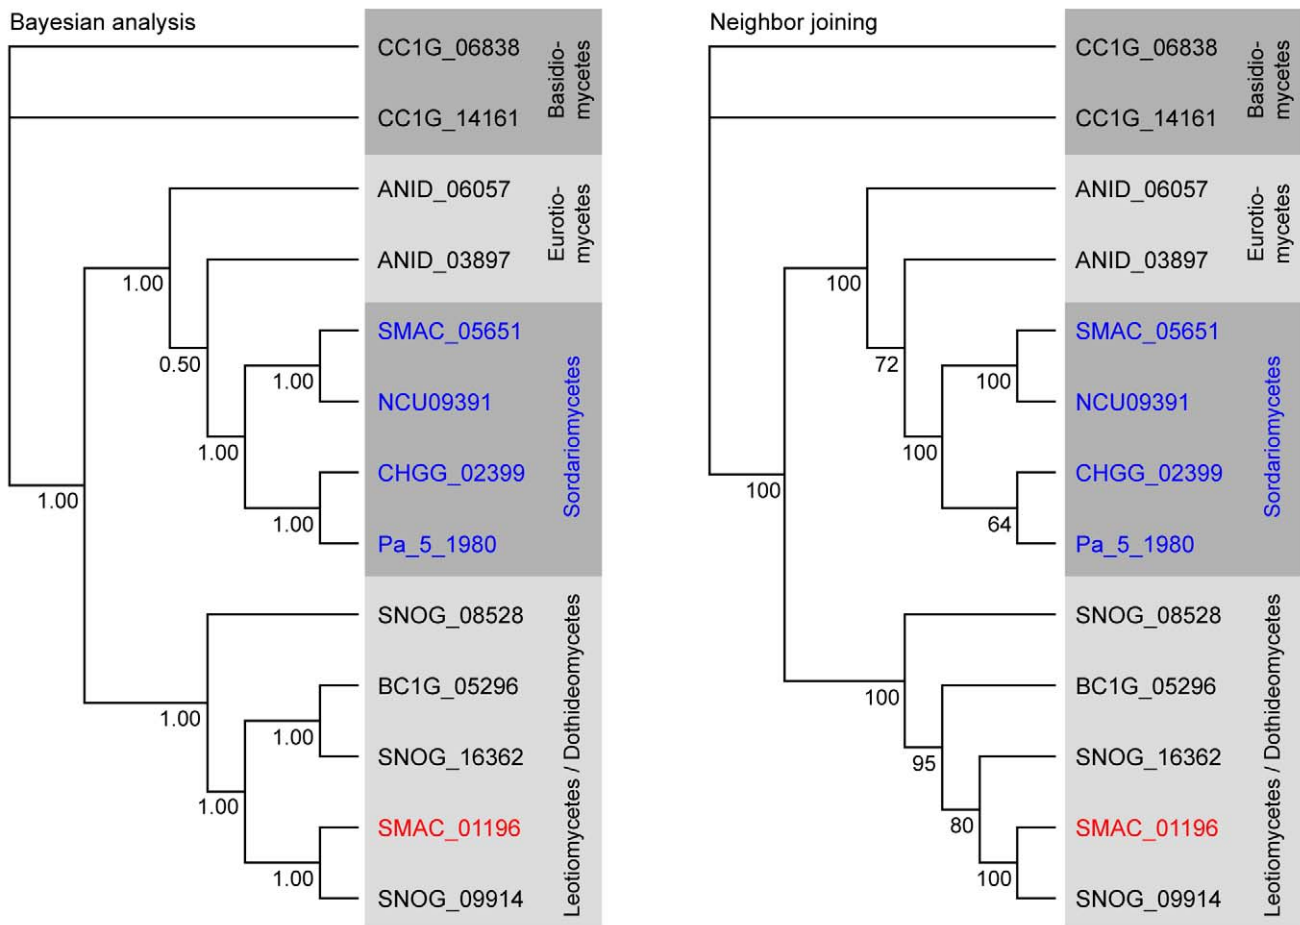 Bayesian analysis
CC1G_06838
CC1G_14161
Basidio-
mycetes
ANID_06057
ANID_03897
Eurotio-
mycetes
SMAC_05651
NCU09391
CHGG_02399
Pa_5_1980
Sordariomycetes
SNOG_08528
BC1G_05296
SNOG_16362
SMAC_01196
SNOG_09914
Leotiomycetes / Dothideomycetes
1.00
0.50
1.00
1.00
1.00
1.00
1.00
1.00
1.00
1.00
Neighbor joining
CC1G_06838
CC1G_14161
Basidio-
mycetes
ANID_06057
ANID_03897
Eurotio-
mycetes
SMAC_05651
NCU09391
CHGG_02399
Pa_5_1980
Sordariomycetes
SNOG_08528
BC1G_05296
SNOG_16362
SMAC_01196
SNOG_09914
Leotiomycetes / Dothideomycetes
100
72
100
100
64
100
100
95
80
100